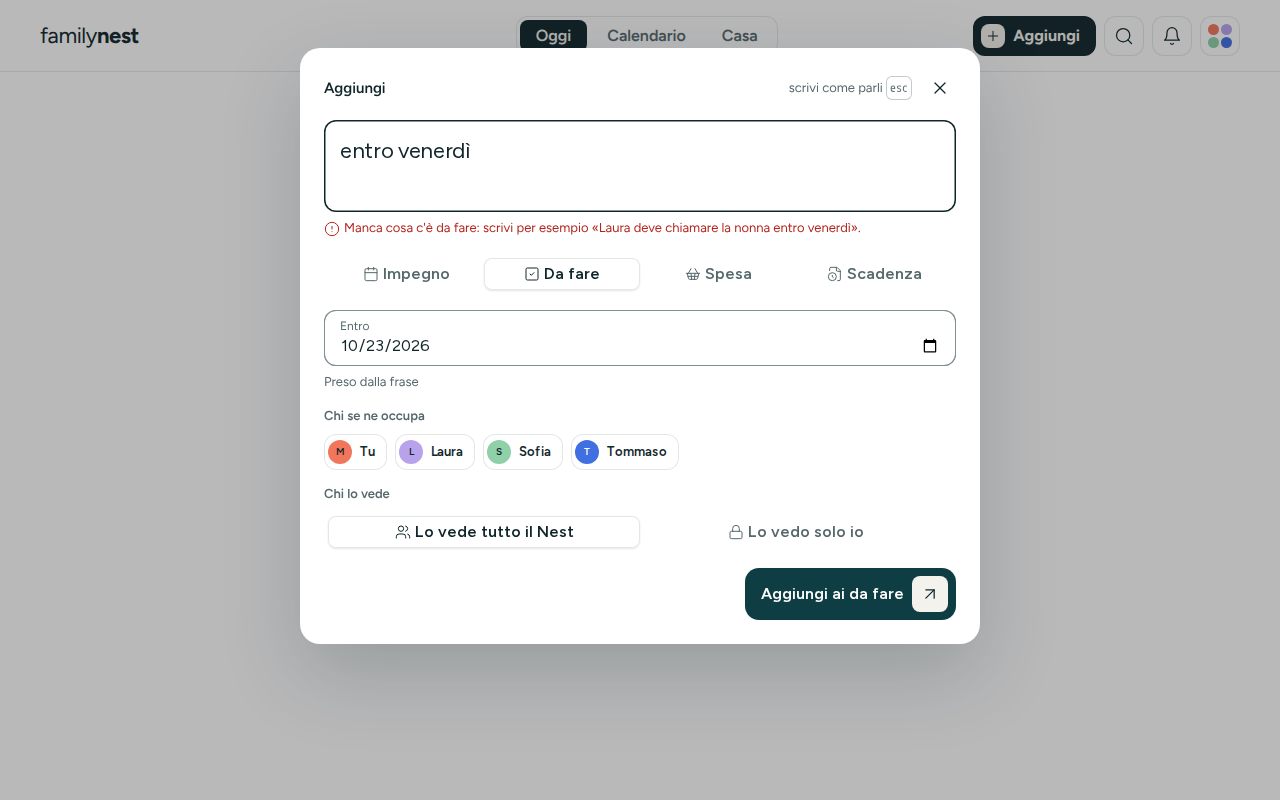 familynest
Oggi Calendario Casa
Aggiungi
Aggiungi
scrivi come parli esc
entro venerdì
Manca cosa c'è da fare: scrivi per esempio «Laura deve chiamare la nonna entro venerdì».
Impegno Da fare Spesa Scadenza
Entro
10/23/2026
Preso dalla frase
Chi se ne occupa
M Tu L Laura S Sofia T Tommaso
Chi lo vede
Lo vede tutto il Nest Lo vedo solo io
Aggiungi ai da fare